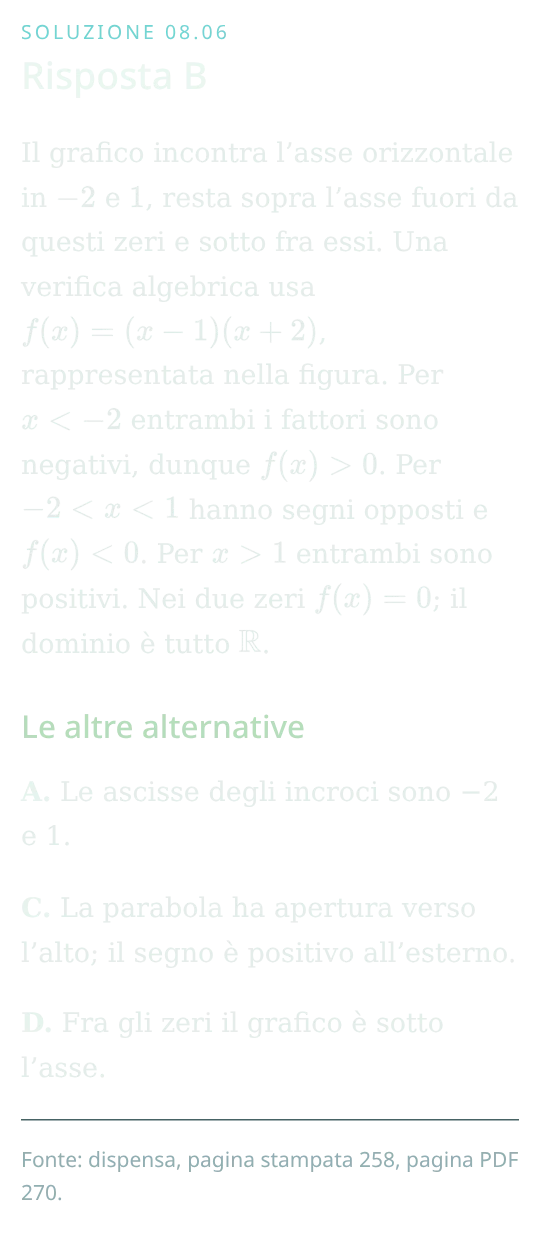 SOLUZIONE 08.06
Risposta B
Il grafico incontra l’asse orizzontale
in −2 e 1, resta sopra l’asse fuori da
questi zeri e sotto fra essi. Una
verifica algebrica usa
f(x) = (x − 1)(x + 2),
rappresentata nella figura. Per
x < −2 entrambi i fattori sono
negativi, dunque f(x) > 0. Per
−2 < x < 1 hanno segni opposti e
f(x) < 0. Per x > 1 entrambi sono
positivi. Nei due zeri f(x) = 0; il
dominio è tutto ℝ.
Le altre alternative
A. Le ascisse degli incroci sono −2
e 1.
C. La parabola ha apertura verso
l’alto; il segno è positivo all’esterno.
D. Fra gli zeri il grafico è sotto
l’asse.
Fonte: dispensa, pagina stampata 258, pagina PDF
270.